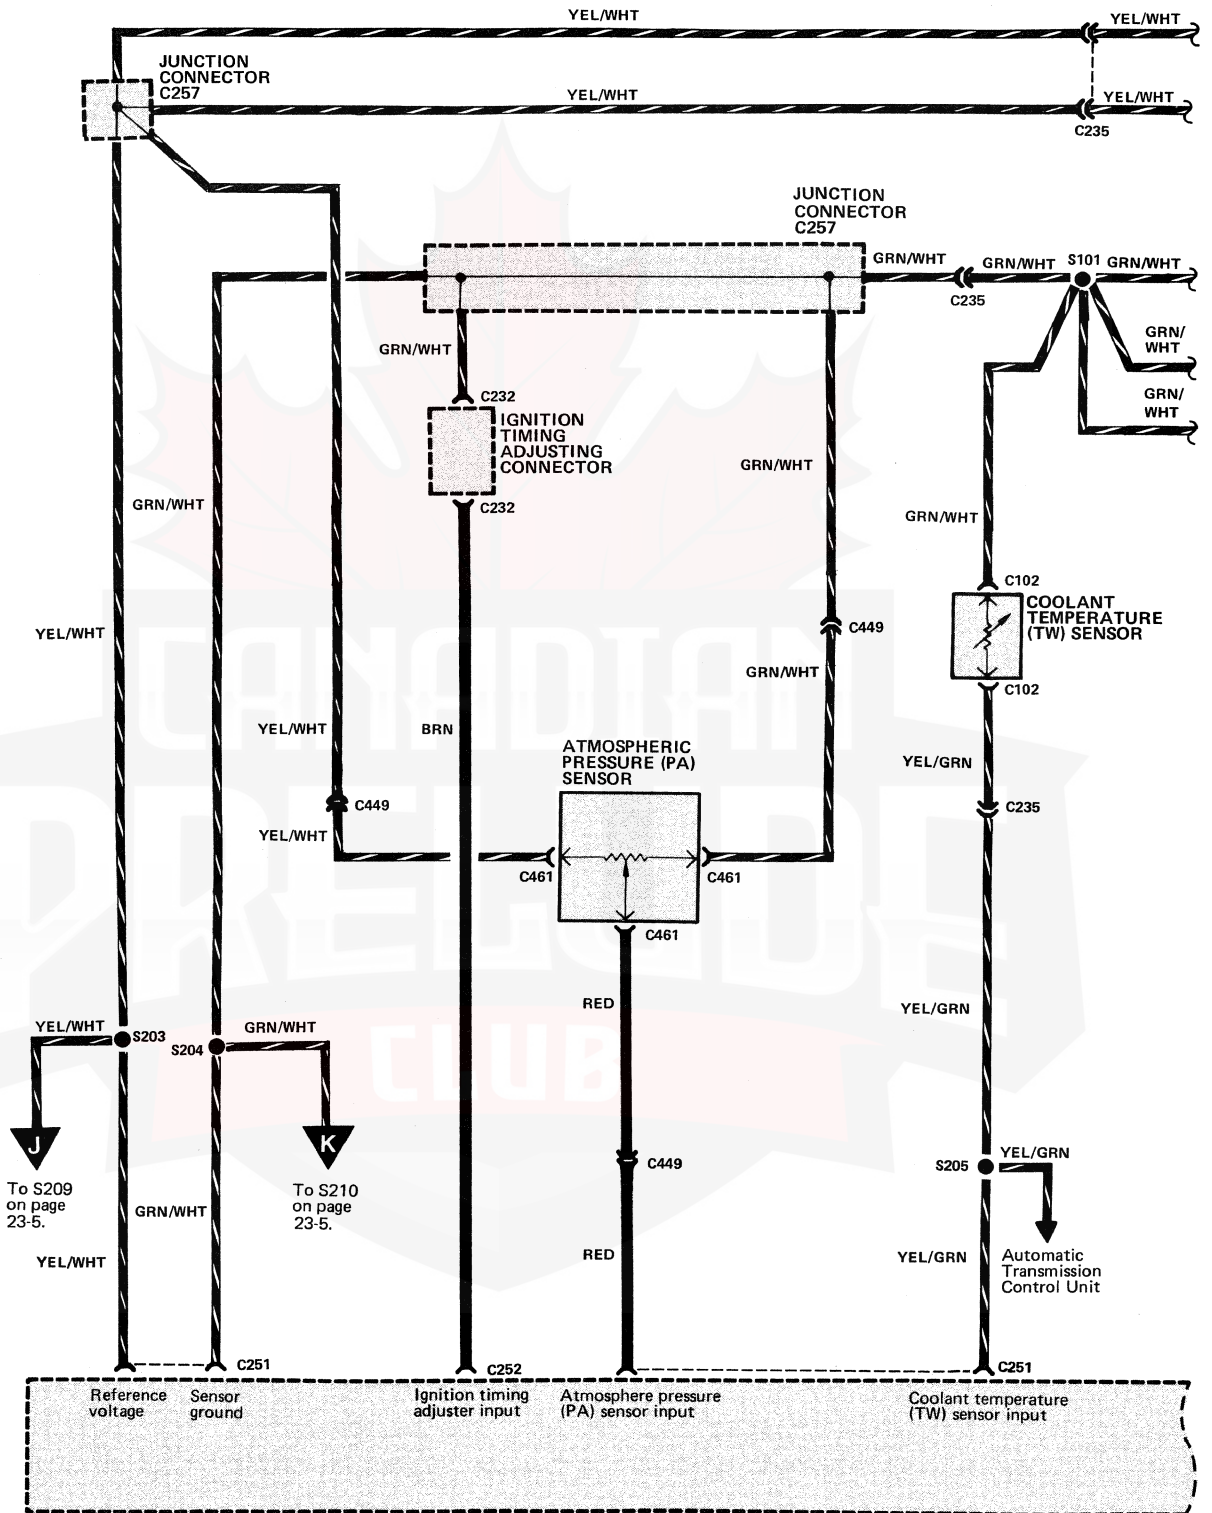 YEL/WHT
YEL/WHT
JUNCTION
CONNECTOR
C257
YEL/WHT
YEL/WHT
C235
JUNCTION
CONNECTOR
C257
GRN/WHT
GRN/WHT
S101
GRN/WHT
C235
GRN/
WHT
GRN/WHT
GRN/
WHT
C232
IGNITION
TIMING
ADJUSTING
CONNECTOR
C232
GRN/WHT
GRN/WHT
GRN/WHT
C102
COOLANT
TEMPERATURE
(TW) SENSOR
C102
C449
YEL/WHT
GRN/WHT
YEL/WHT
BRN
ATMOSPHERIC
PRESSURE (PA)
SENSOR
YEL/GRN
C449
C235
YEL/WHT
C461
C461
C461
RED
YEL/GRN
YEL/WHT
S203
S204
GRN/WHT
J
K
To S209
on page
23-5.
To S210
on page
23-5.
C449
S205
YEL/GRN
GRN/WHT
YEL/WHT
RED
YEL/GRN
Automatic
Transmission
Control Unit
C251
C252
C251
Reference
voltage
Sensor
ground
Ignition timing
adjuster input
Atmosphere pressure
(PA) sensor input
Coolant temperature
(TW) sensor input
CANADIAN
PRELUDE
CLUB